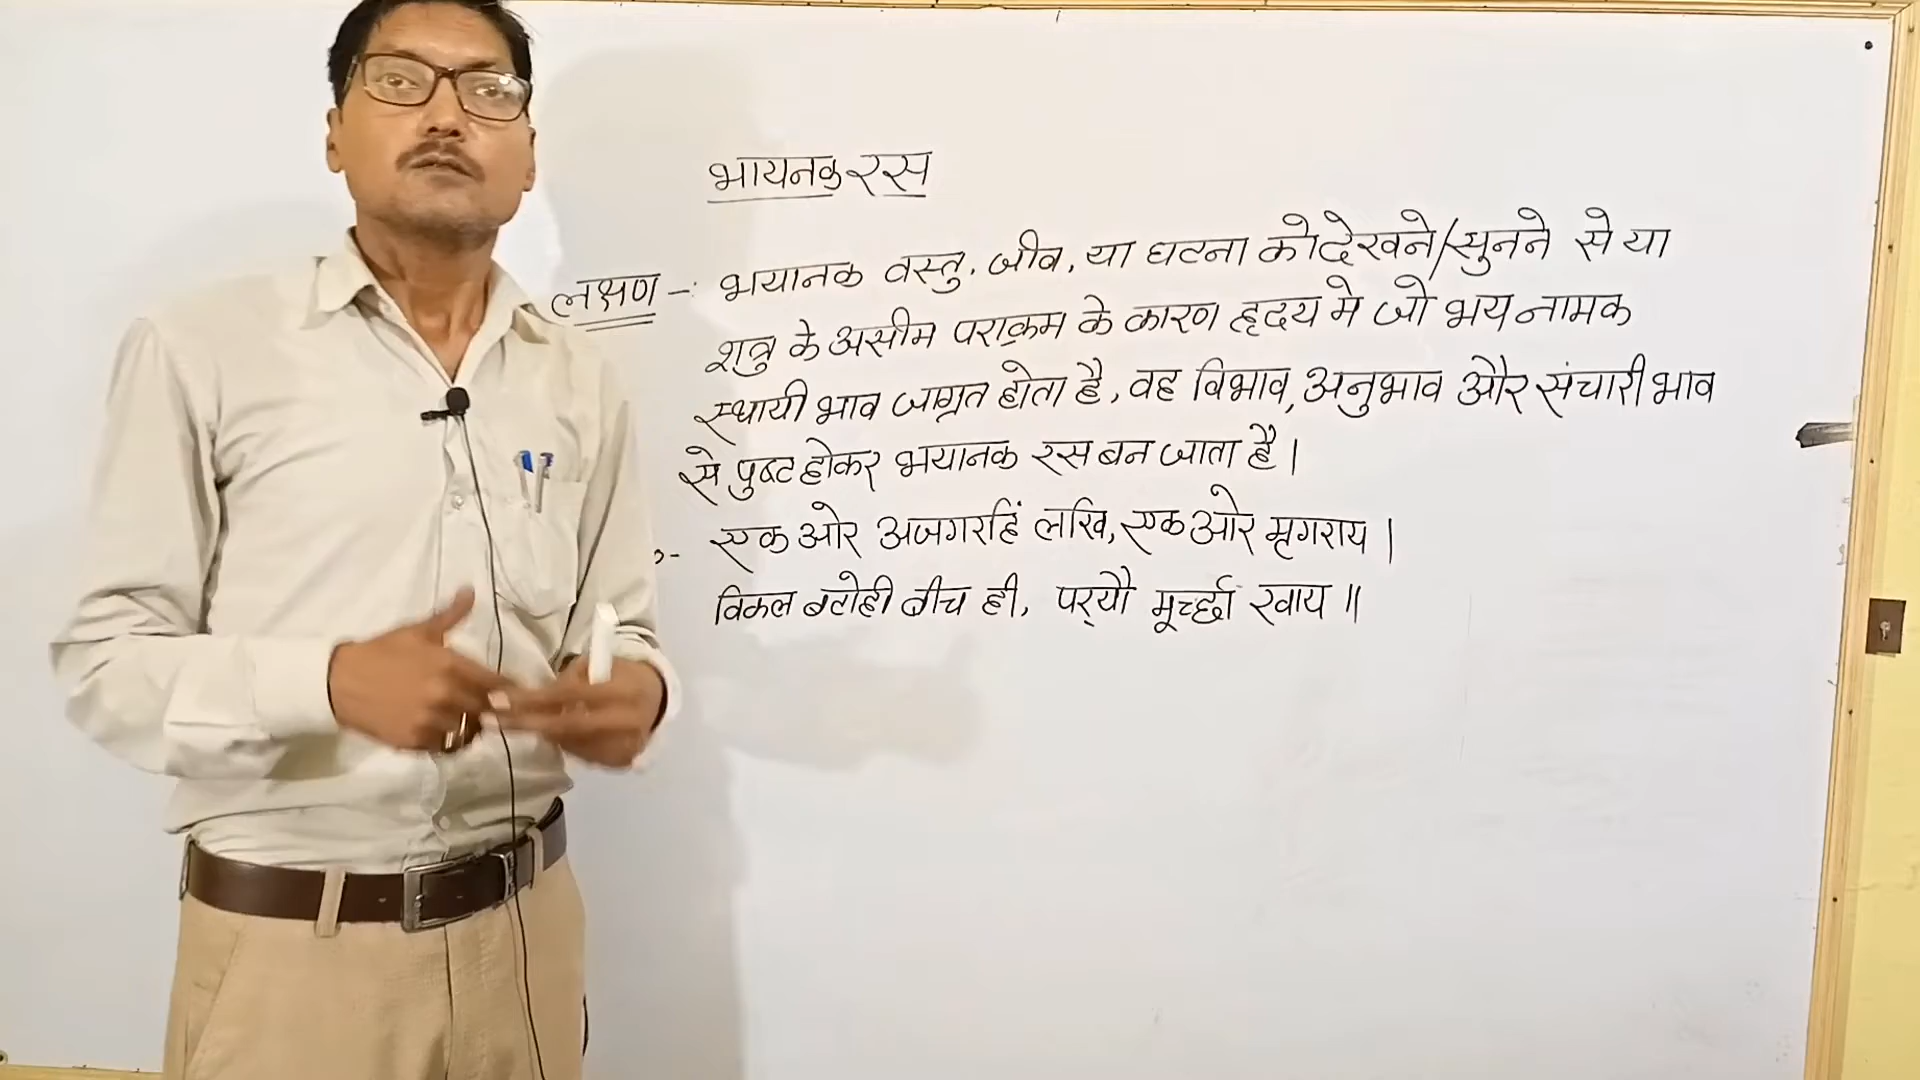 भायनक रस
लक्षण -: भयानक वस्तु, जीव, या घटना को देखने/सुनने से या
शत्रु के असीम पराक्रम के कारण हृदय मे जो भय नामक
स्थायी भाव जाग्रत होता है, वह विभाव, अनुभाव और संचारी भाव
से पुष्ट होकर भयानक रस बन जाता है।
एक ओर अजगरहिं लखि, एक ओर मृगराय |
विकल बटोही बीच ही, पर्‌यौ मूर्च्छा खाय ||